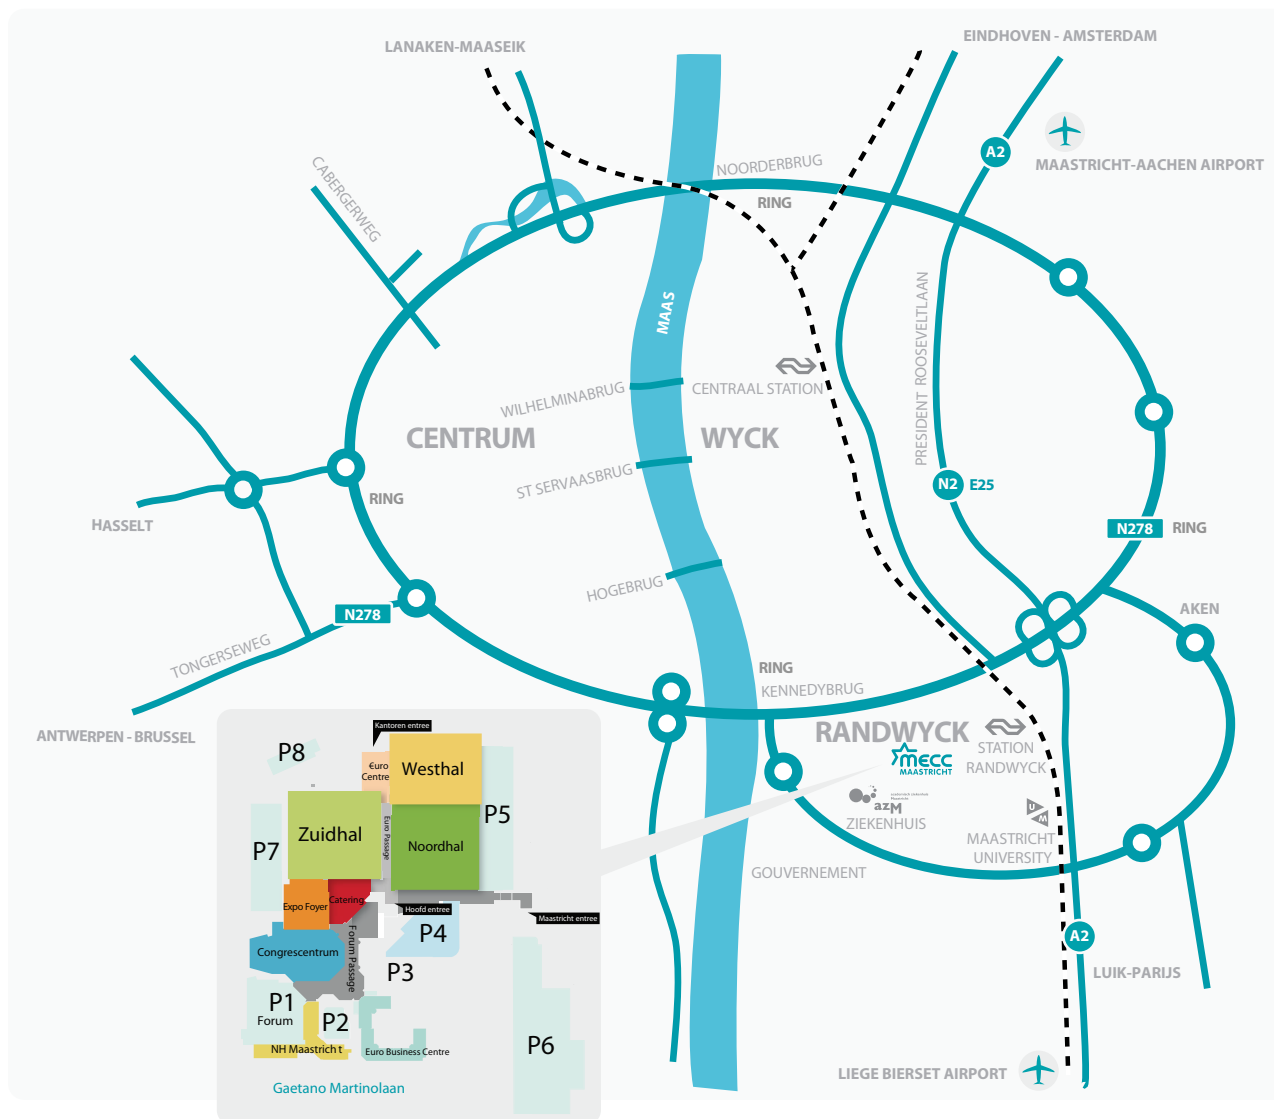 LANAKEN-MAASEIK
EINDHOVEN - AMSTERDAM
A2
MAASTRICHT-AACHEN AIRPORT
NOORDERBRUG
RING
CABERGERWEG
MAAS
PRESIDENT ROOSEVELTLAAN
CENTRAAL STATION
WILHELMINABRUG
CENTRUM
WYCK
ST SERVAASBRUG
RING
N2 E25
HASSELT
N278 RING
HOGEBRUG
N278
AKEN
TONGERSEWEG
RING
KENNEDYBRUG
ANTWERPEN - BRUSSEL
RANDWYCK
STATION
RANDWYCK
mecc
MAASTRICHT
azM
ZIEKENHUIS
UM
MAASTRICHT
UNIVERSITY
GOUVERNEMENT
A2
LUIK-PARIJS
LIEGE BIERSET AIRPORT
Kantoren entree
P8
€uro
Centre
Westhal
P5
Zuidhal
Euro Passage
Noordhal
P7
Expo Foyer
Catering
Hoofd entree
Maastricht entree
P4
Congrescentrum
Forum Passage
P3
P1
Forum
P2
P6
NH Maastricht
Euro Business Centre
Gaetano Martinolaan